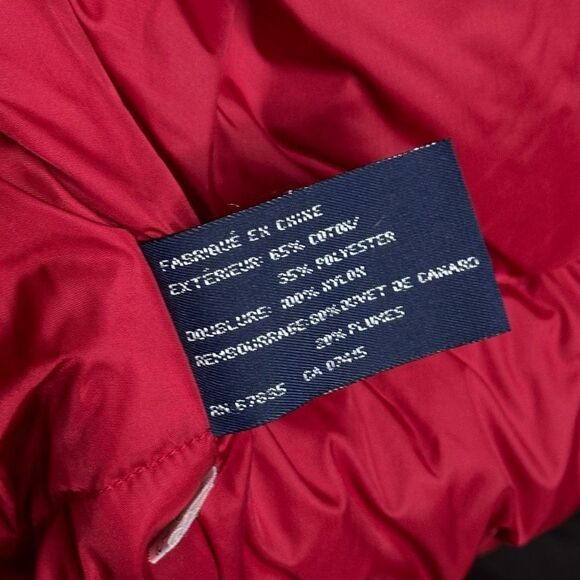 FABRIQUÉ EN CHINE
EXTÉRIEUR: 65% COTON/
35% POLYESTER
DOUBLURE: 100% NYLON
REMBOURRAGE: 80% DUVET DE CANARD
20% PLUMES
RN 67835 CA 07415